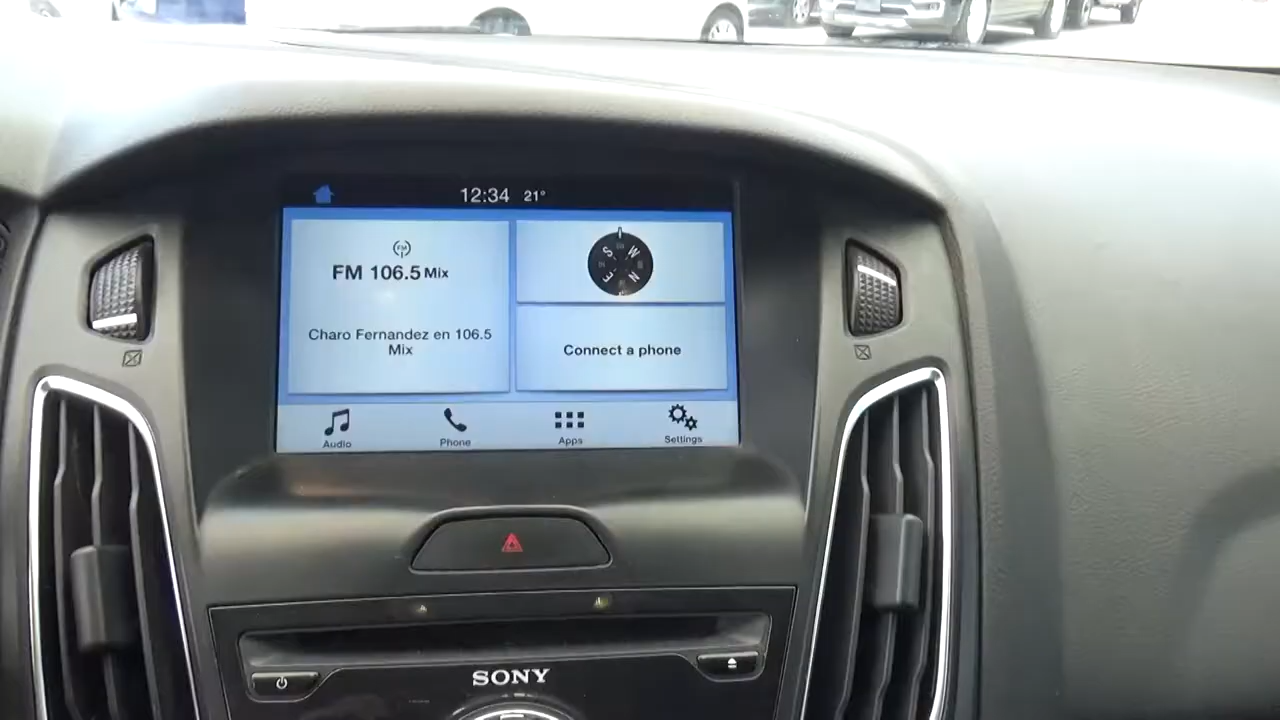 12:34 21°
FM
FM 106.5 Mix
Charo Fernandez en 106.5
Mix
S W
E N
Connect a phone
Audio
Phone
Apps
Settings
SONY